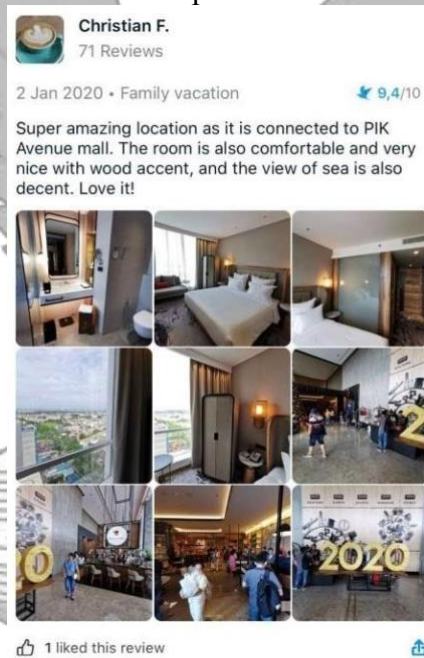 Christian F.
71 Reviews
2 Jan 2020 • Family vacation
9,4/10
Super amazing location as it is connected to PIK
Avenue mall. The room is also comfortable and very
nice with wood accent, and the view of sea is also
decent. Love it!
2
20
2020
1 liked this review